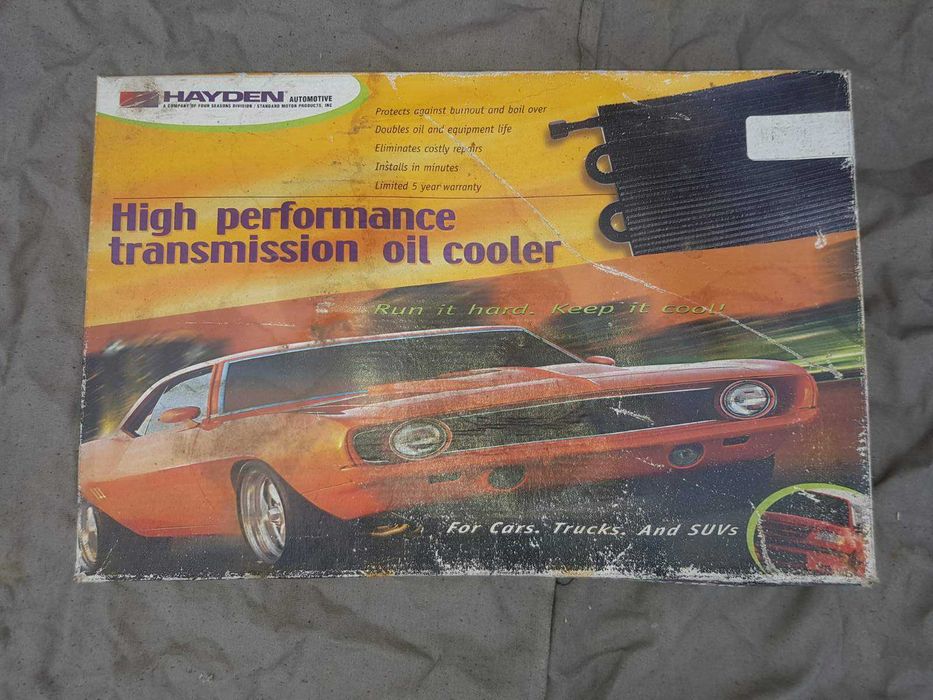 HAYDEN AUTOMOTIVE
A COMPANY OF FOUR SEASONS DIVISION / STANDARD MOTOR PRODUCTS, INC
Protects against burnout and boil over
Doubles oil and equipment life
Eliminates costly repairs
Installs in minutes
Limited 5 year warranty
High performance
transmission oil cooler
Run it hard. Keep it cool!
For Cars. Trucks. And SUVs